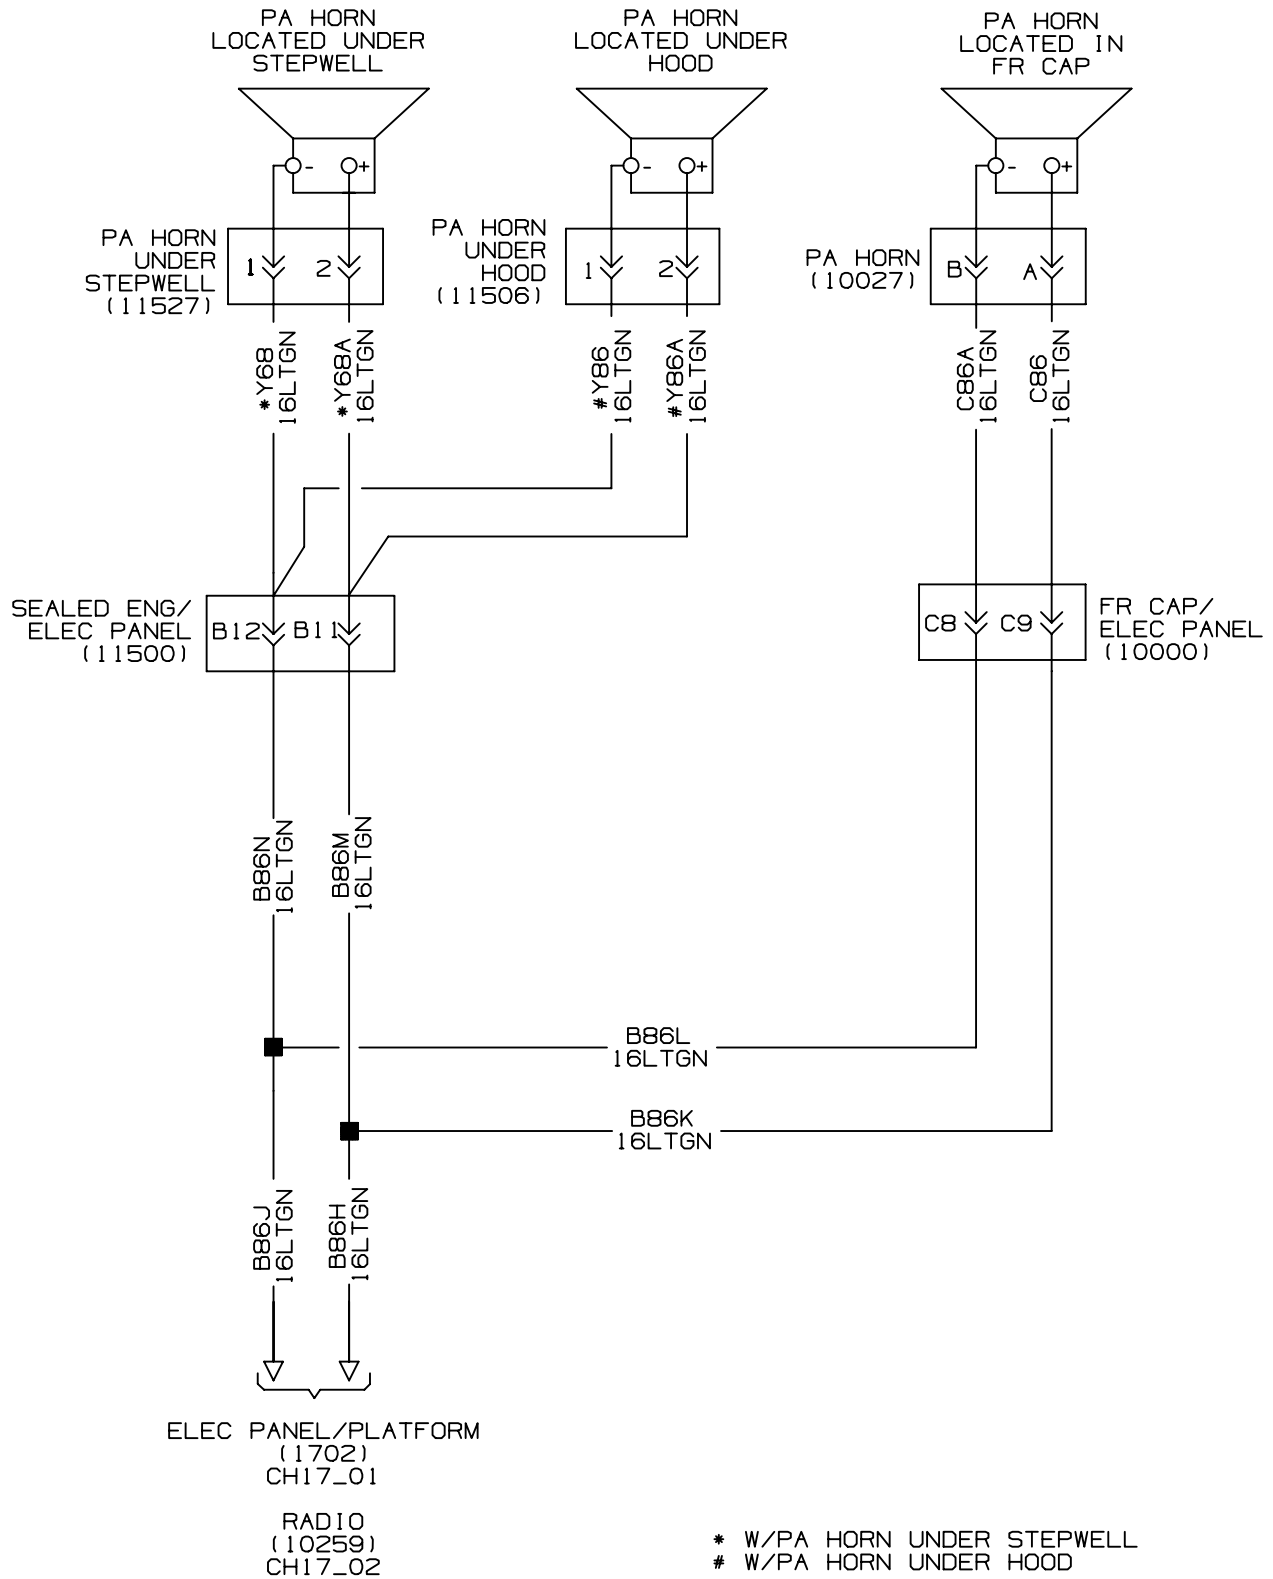 PA HORN
LOCATED UNDER
STEPWELL
PA HORN
LOCATED UNDER
HOOD
PA HORN
LOCATED IN
FR CAP
- +
- +
- +
PA HORN
UNDER
STEPWELL
(11527)
1 2
PA HORN
UNDER
HOOD
(11506)
1 2
PA HORN
(10027)
B A
*Y68
16LTGN
*Y68A
16LTGN
#Y86
16LTGN
#Y86A
16LTGN
C86A
16LTGN
C86
16LTGN
SEALED ENG/
ELEC PANEL
(11500)
B12 B11
C8 C9
FR CAP/
ELEC PANEL
(10000)
B86N
16LTGN
B86M
16LTGN
B86L
16LTGN
B86K
16LTGN
B86J
16LTGN
B86H
16LTGN
ELEC PANEL/PLATFORM
(1702)
CH17_01
RADIO
(10259)
CH17_02
* W/PA HORN UNDER STEPWELL
# W/PA HORN UNDER HOOD